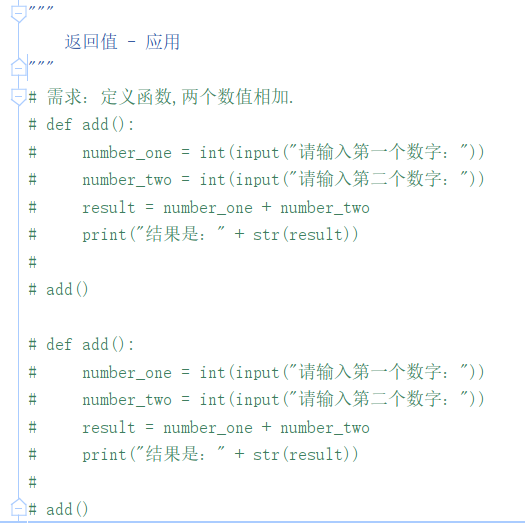 """
    返回值 - 应用
"""
# 需求：定义函数,两个数值相加.
# def add():
#     number_one = int(input("请输入第一个数字："))
#     number_two = int(input("请输入第二个数字："))
#     result = number_one + number_two
#     print("结果是：" + str(result))
#
# add()

# def add():
#     number_one = int(input("请输入第一个数字："))
#     number_two = int(input("请输入第二个数字："))
#     result = number_one + number_two
#     print("结果是：" + str(result))
#
# add()